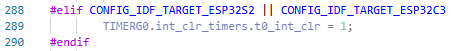 288 #elif CONFIG_IDF_TARGET_ESP32S2 || CONFIG_IDF_TARGET_ESP32C3
289 TIMERG0.int_clr_timers.t0_int_clr = 1;
290 #endif